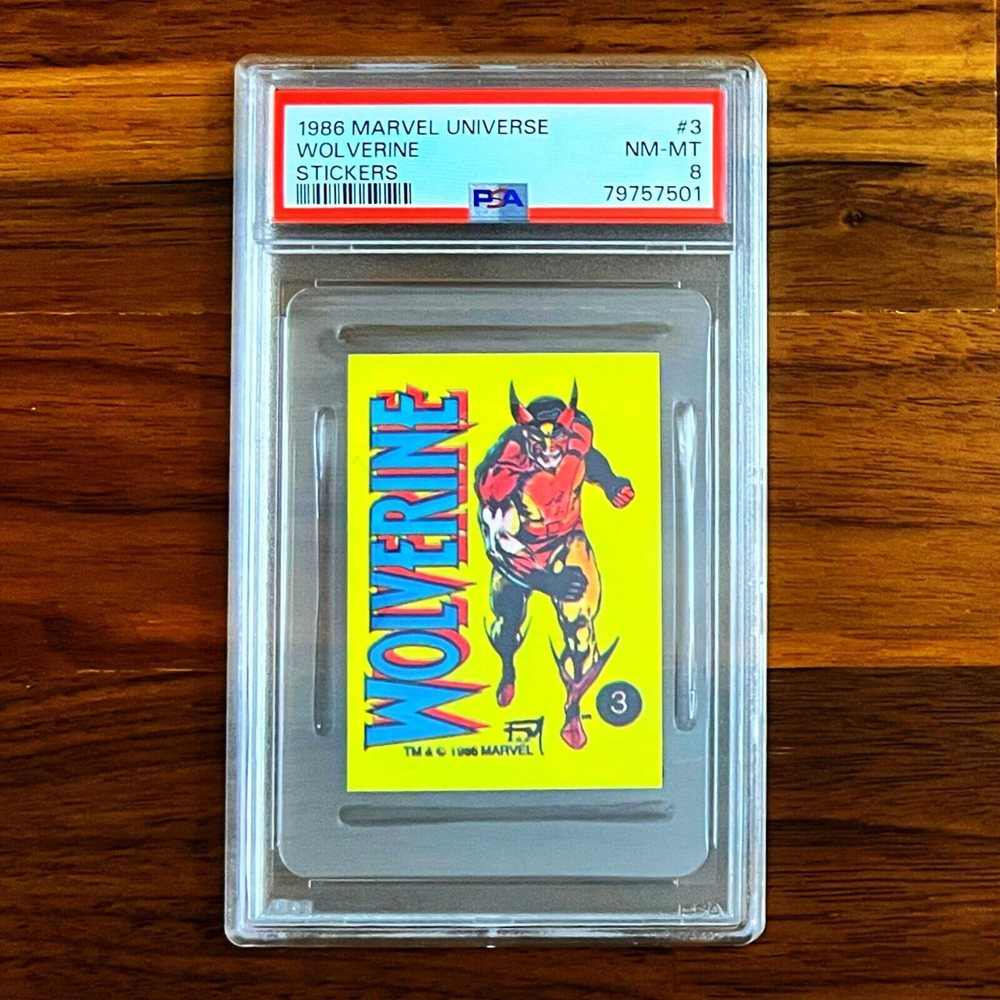 1986 MARVEL UNIVERSE #3
WOLVERINE NM-MT
STICKERS 8
PSA 79757501
WOLVERINE
3
TM & © 1986 MARVEL